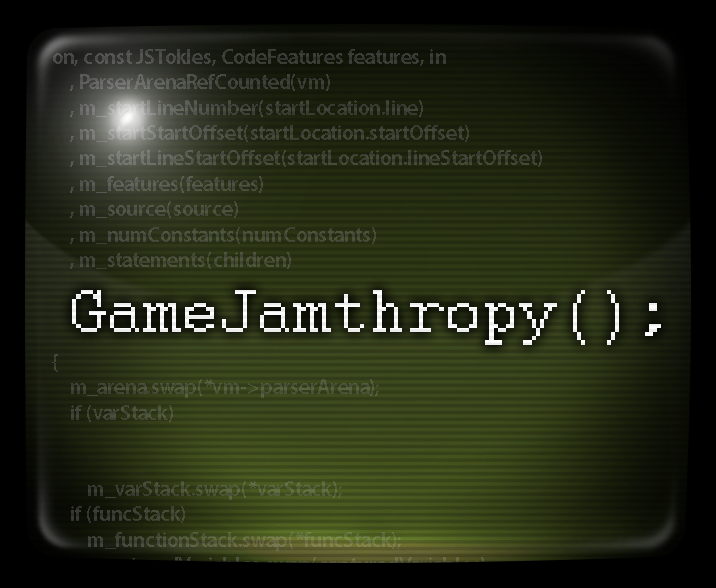 on, const JSTokles, CodeFeatures features, in
, ParserArenaRefCounted(vm)
, m_startLineNumber(startLocation.line)
, m_startStartOffset(startLocation.startOffset)
, m_startLineStartOffset(startLocation.lineStartOffset)
, m_features(features)
, m_source(source)
, m_numConstants(numConstants)
, m_statements(children)
GameJamthropy();
{
m_arena.swap(*vm->parserArena);
if (varStack)
m_varStack.swap(*varStack);
if (funcStack)
m_functionStack.swap(*funcStack);